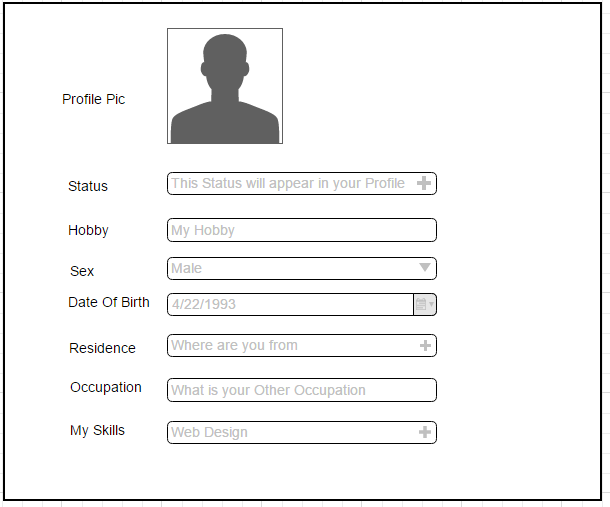 Profile Pic
Status This Status will appear in your Profile
Hobby My Hobby
Sex Male
Date Of Birth 4/22/1993
Residence Where are you from
Occupation What is your Other Occupation
My Skills Web Design